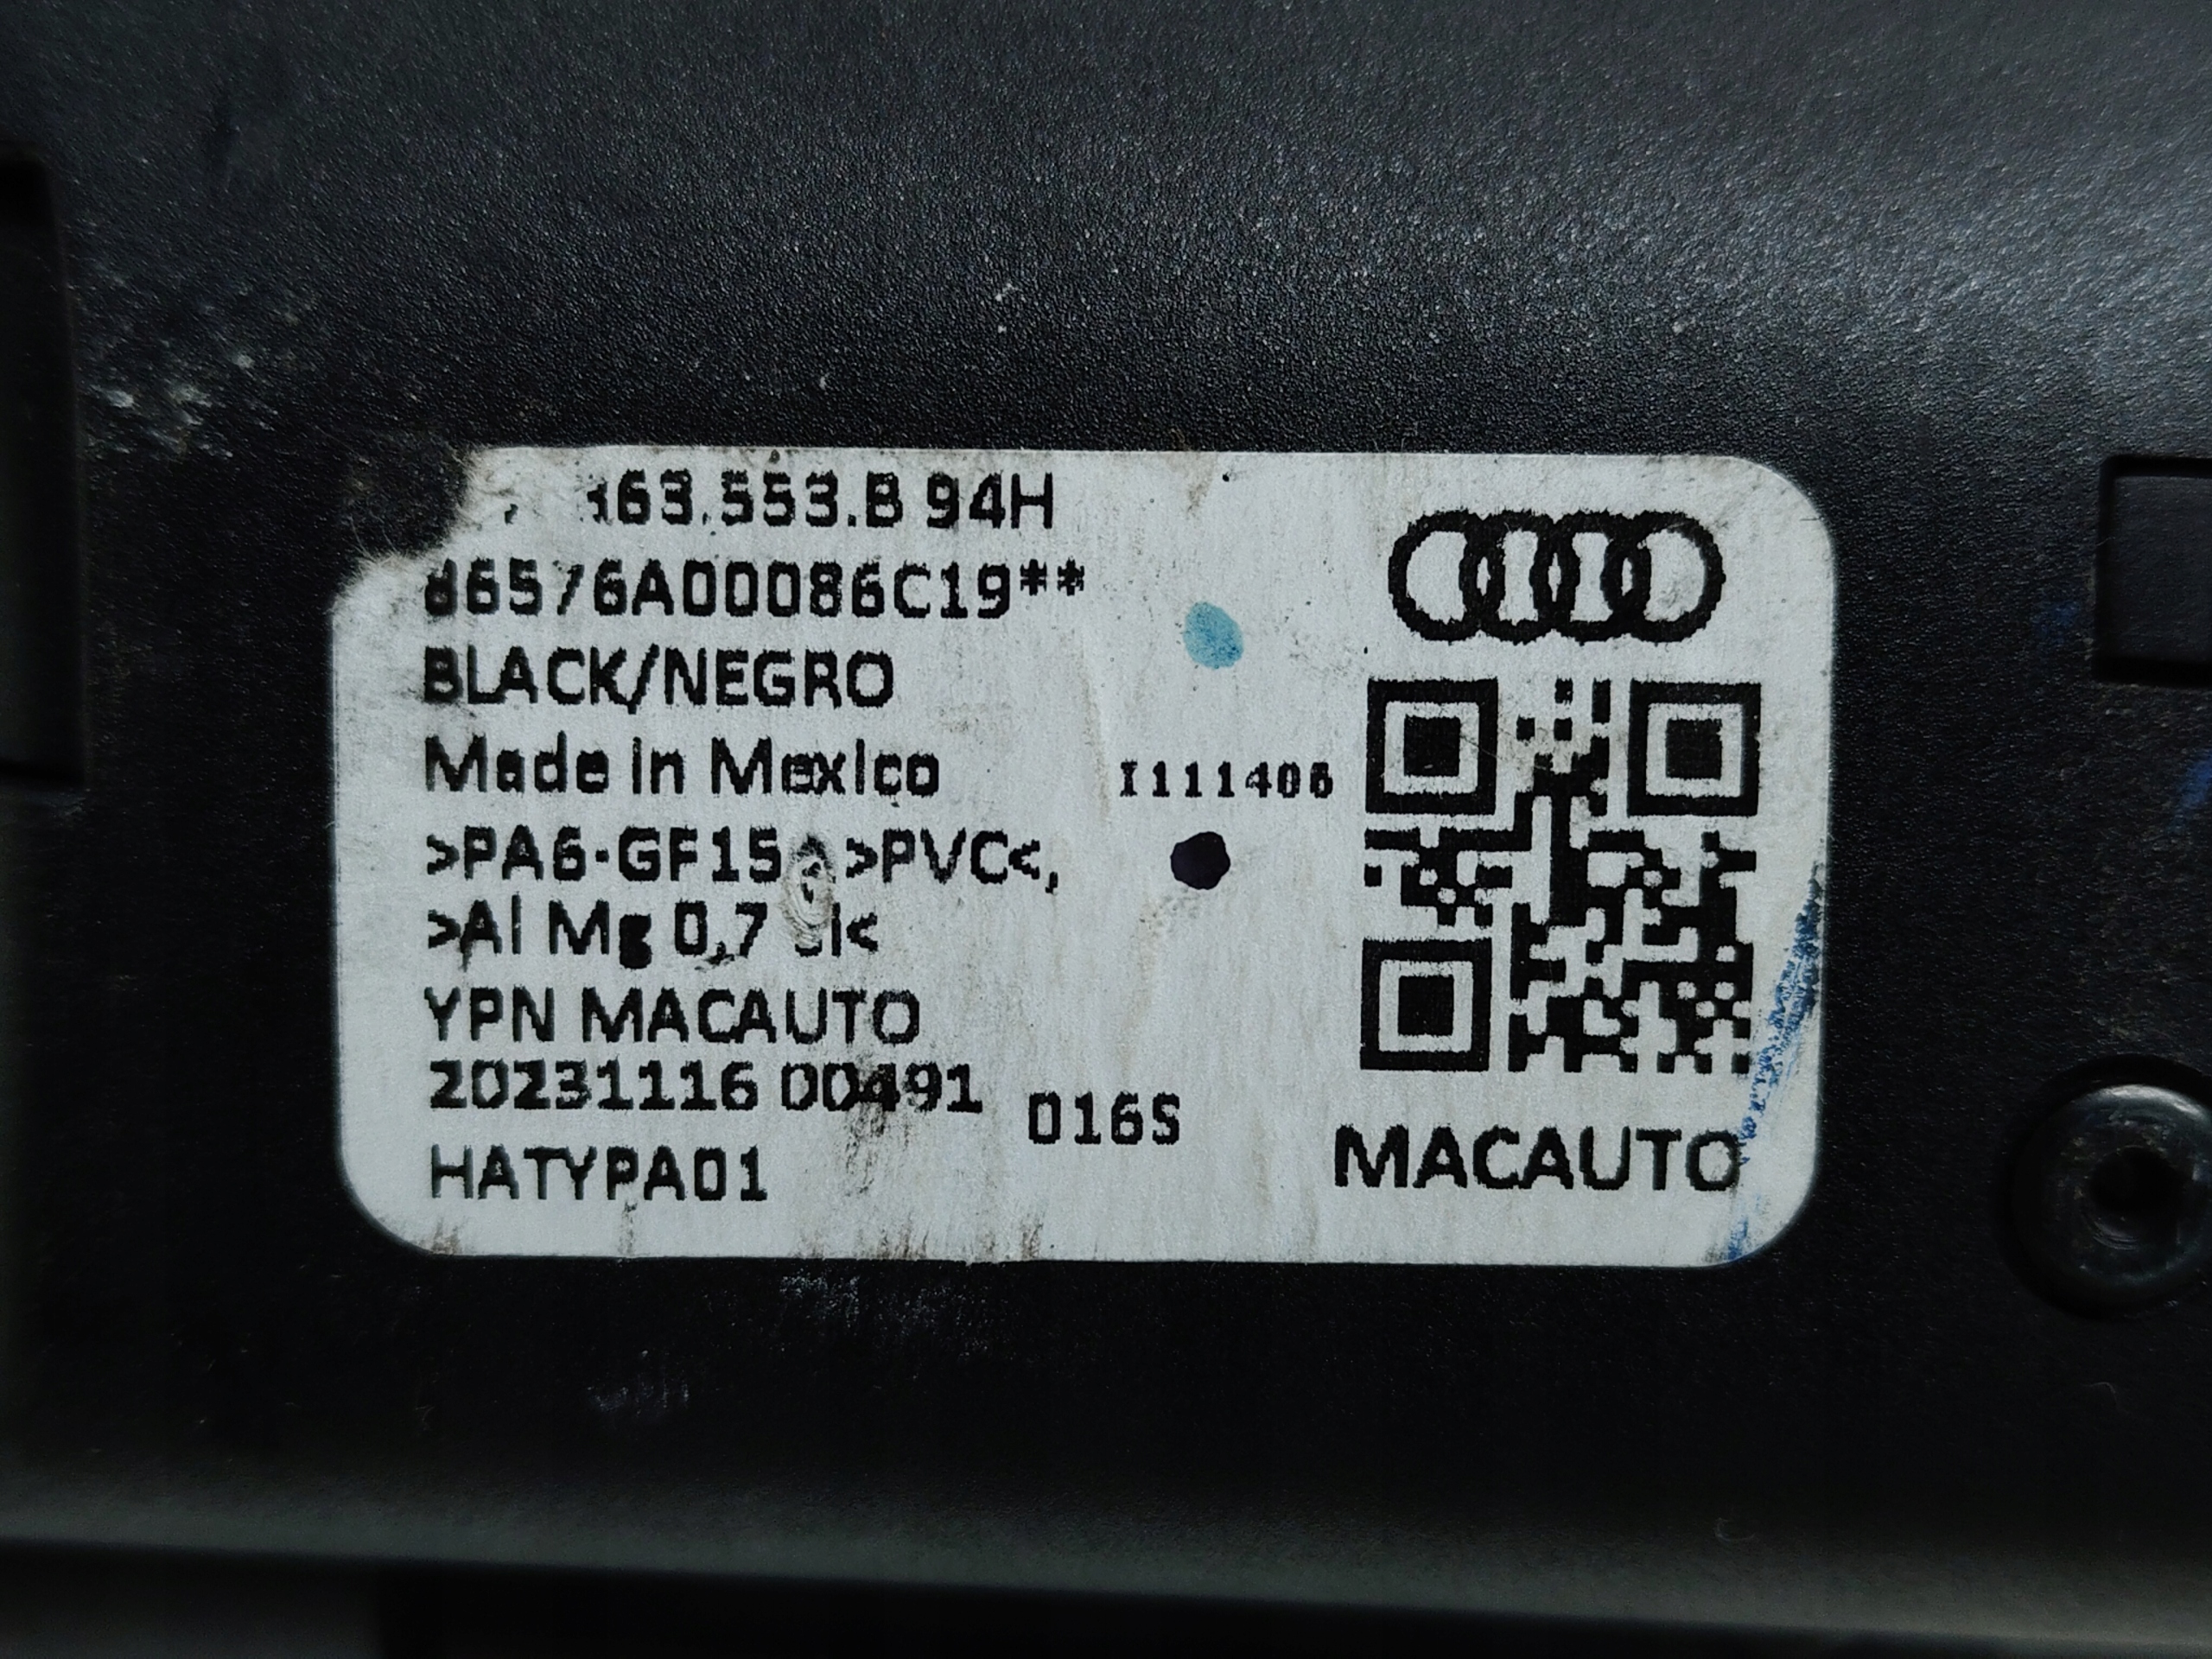 553.B 94H
BLACK/NEGRO
Made in Mexico
I111406
>PA6-GF15 >PVC<,
>Al Mg 0,7
YPN MACAUTO
20231116 00491
016S
HATYPA01
MACAUTO